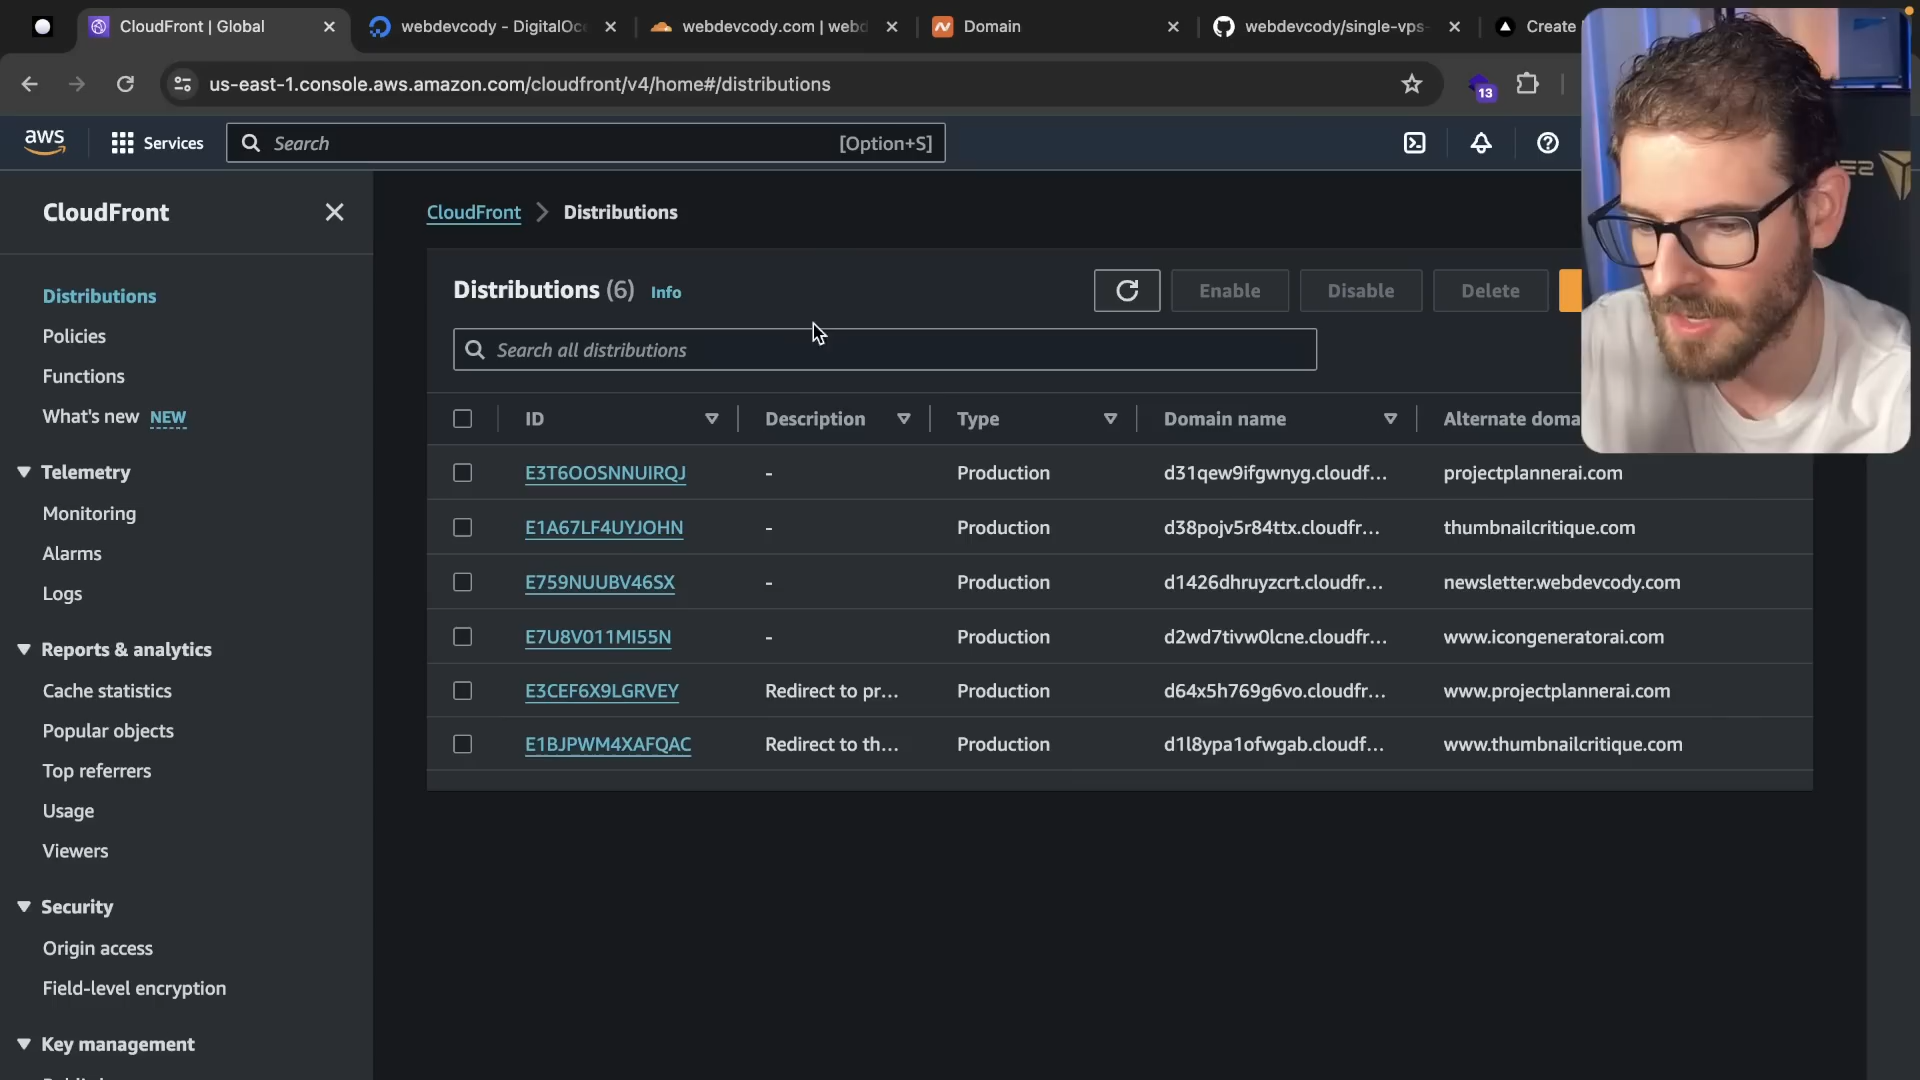 CloudFront | Global
webdevcody - DigitalOce
webdevcody.com | webd
Domain
webdevcody/single-vps-
Create
us-east-1.console.aws.amazon.com/cloudfront/v4/home#/distributions
13
aws
Services
Search
[Option+S]
CloudFront
CloudFront
Distributions
Distributions
Policies
Functions
What's new NEW
Telemetry
Monitoring
Alarms
Logs
Reports & analytics
Cache statistics
Popular objects
Top referrers
Usage
Viewers
Security
Origin access
Field-level encryption
Key management
Distributions (6) Info
Enable
Disable
Delete
Search all distributions
ID Description Type Domain name Alternate doma
E3T6OOSNNUIRQJ - Production d31qew9ifgwnyg.cloudf... projectplannerai.com
E1A67LF4UYJOHN - Production d38pojv5r84ttx.cloudfr... thumbnailcritique.com
E759NUUBV46SX - Production d1426dhruyzcrt.cloudfr... newsletter.webdevcody.com
E7U8V011MI55N - Production d2wd7tivw0lcne.cloudfr... www.icongeneratorai.com
E3CEF6X9LGRVEY Redirect to pr... Production d64x5h769g6vo.cloudfr... www.projectplannerai.com
E1BJPWM4XAFQAC Redirect to th... Production d1l8ypa1ofwgab.cloudf... www.thumbnailcritique.com